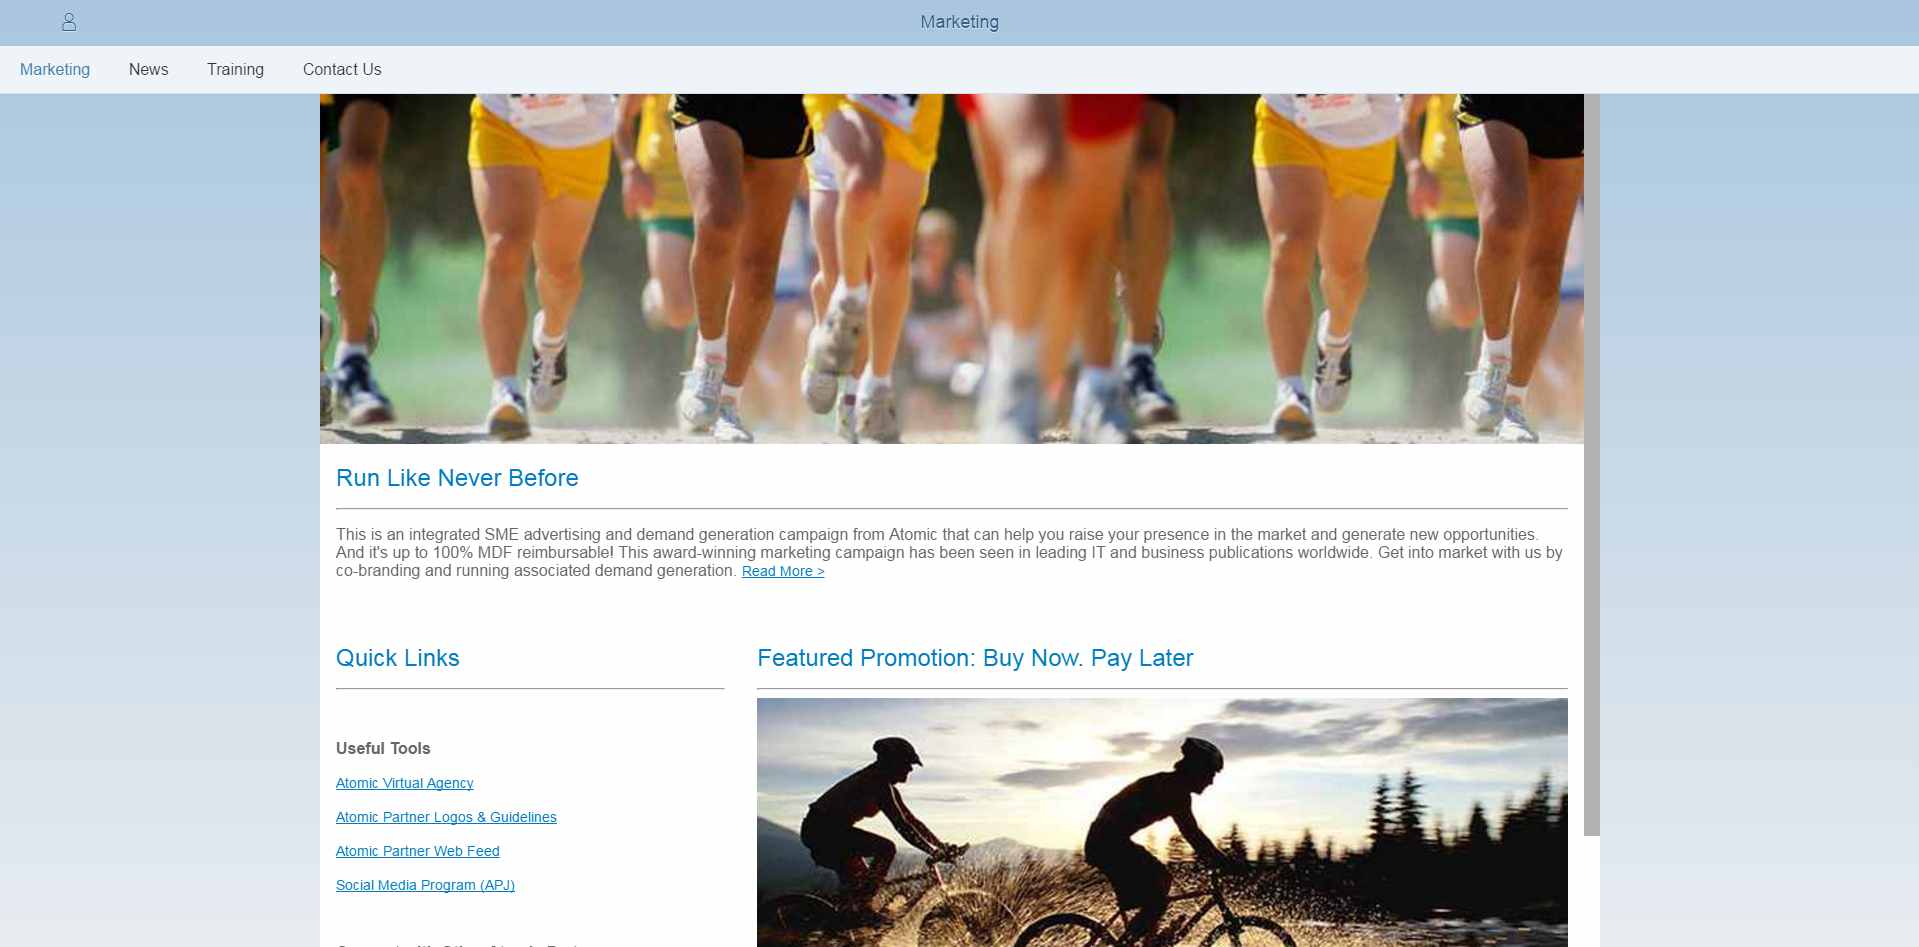 Marketing
Marketing
News
Training
Contact Us
Run Like Never Before
This is an integrated SME advertising and demand generation campaign from Atomic that can help you raise your presence in the market and generate new opportunities.
And it's up to 100% MDF reimbursable! This award-winning marketing campaign has been seen in leading IT and business publications worldwide. Get into market with us by
co-branding and running associated demand generation. Read More >
Quick Links
Featured Promotion: Buy Now. Pay Later
Useful Tools
Atomic Virtual Agency
Atomic Partner Logos & Guidelines
Atomic Partner Web Feed
Social Media Program (APJ)